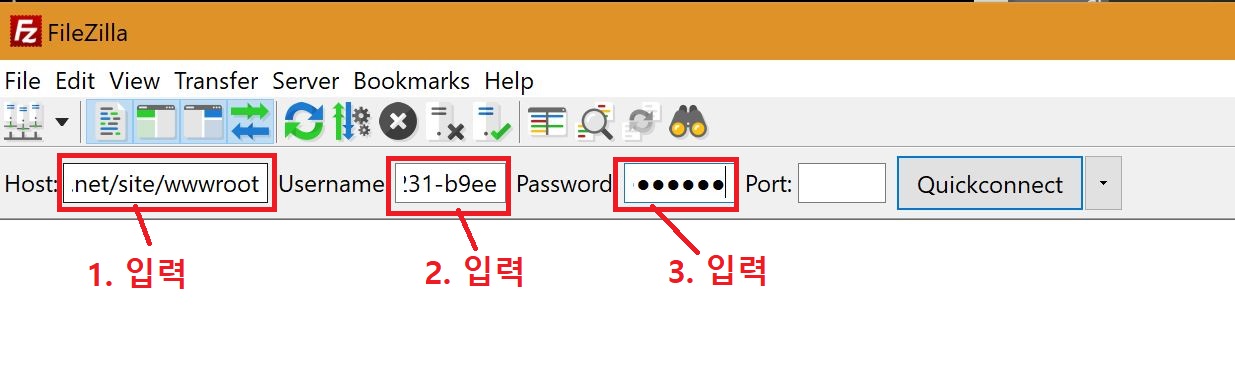 FileZilla
File Edit View Transfer Server Bookmarks Help
Host: .net/site/wwwroot Username 231-b9ee Password ●●●●●● Port: Quickconnect
1. 입력 2. 입력 3. 입력